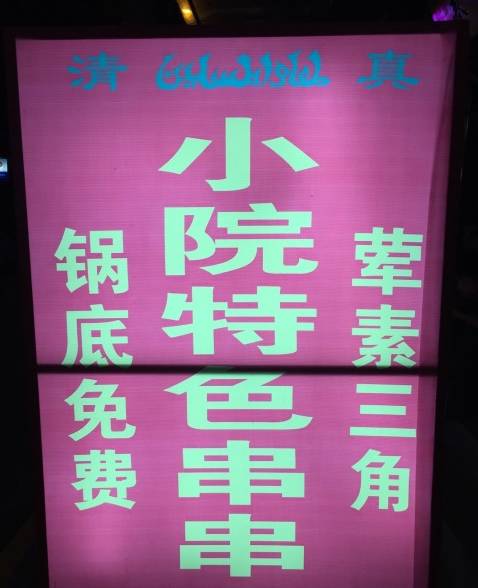 清 真
小院特色串串
荤素三角
锅底免费